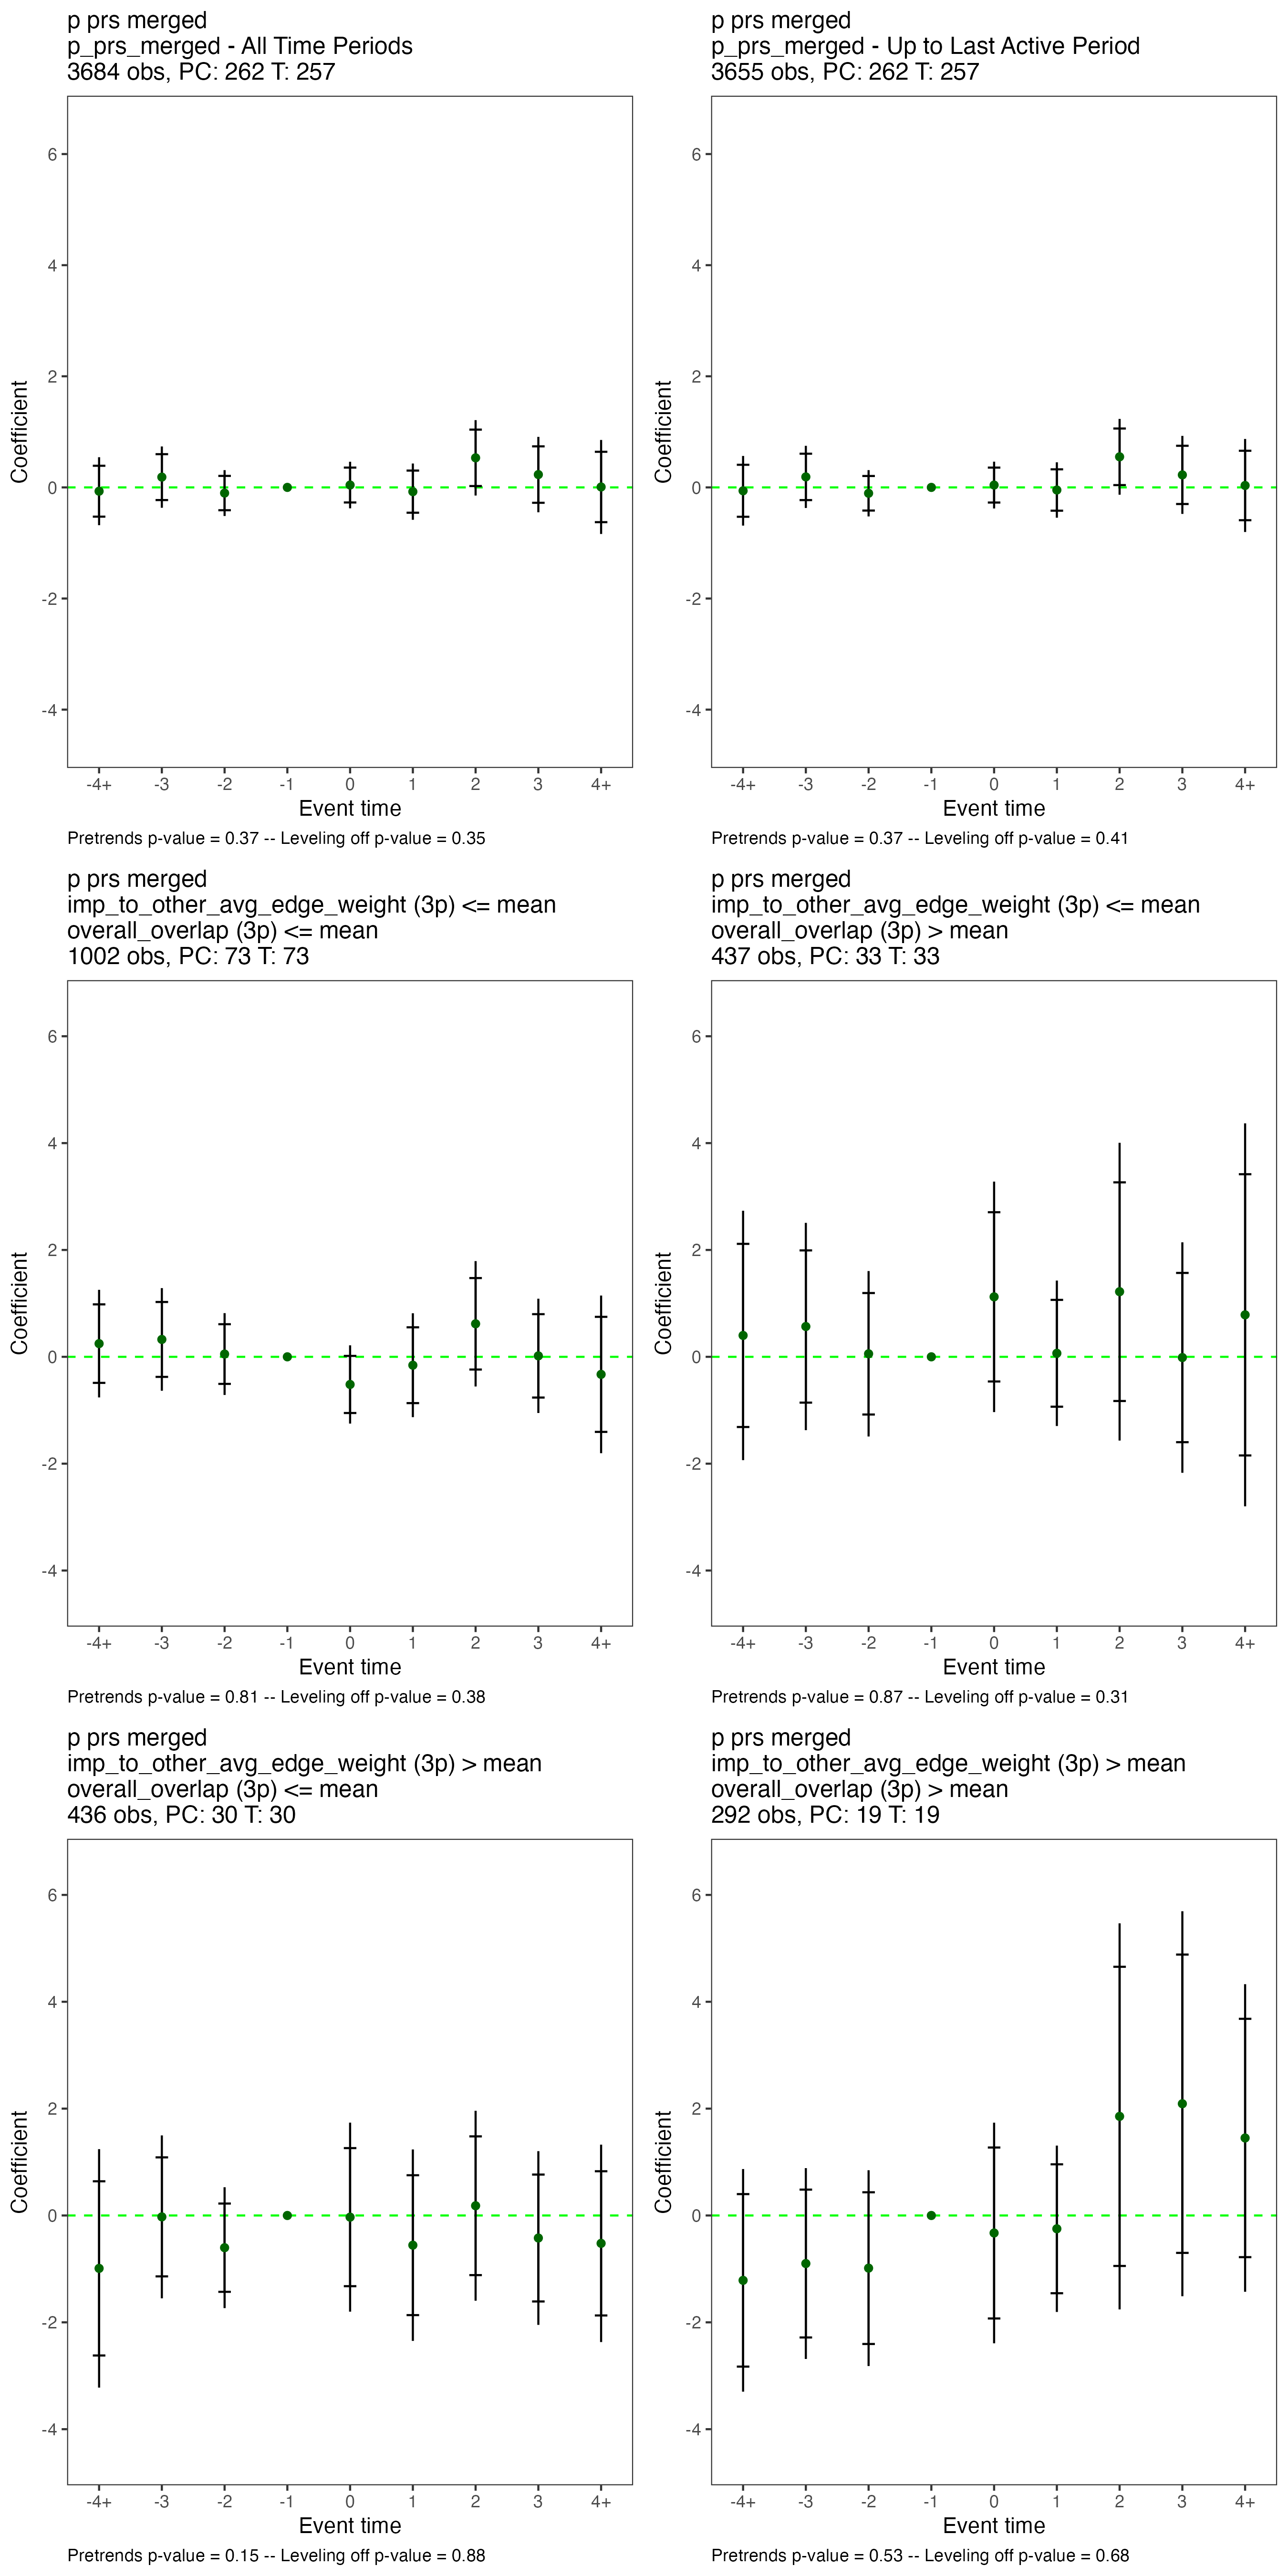 p prs merged
p_prs_merged - All Time Periods
3684 obs, PC: 262 T: 257
6
4
2
0
-2
-4
Coefficient
-4+ -3 -2 -1 0 1 2 3 4+
Event time
Pretrends p-value = 0.37 -- Leveling off p-value = 0.35
p prs merged
p_prs_merged - Up to Last Active Period
3655 obs, PC: 262 T: 257
6
4
2
0
-2
-4
Coefficient
-4+ -3 -2 -1 0 1 2 3 4+
Event time
Pretrends p-value = 0.37 -- Leveling off p-value = 0.41
p prs merged
imp_to_other_avg_edge_weight (3p) <= mean
overall_overlap (3p) <= mean
1002 obs, PC: 73 T: 73
6
4
2
0
-2
-4
Coefficient
-4+ -3 -2 -1 0 1 2 3 4+
Event time
Pretrends p-value = 0.81 -- Leveling off p-value = 0.38
p prs merged
imp_to_other_avg_edge_weight (3p) <= mean
overall_overlap (3p) > mean
437 obs, PC: 33 T: 33
6
4
2
0
-2
-4
Coefficient
-4+ -3 -2 -1 0 1 2 3 4+
Event time
Pretrends p-value = 0.87 -- Leveling off p-value = 0.31
p prs merged
imp_to_other_avg_edge_weight (3p) > mean
overall_overlap (3p) <= mean
436 obs, PC: 30 T: 30
6
4
2
0
-2
-4
Coefficient
-4+ -3 -2 -1 0 1 2 3 4+
Event time
Pretrends p-value = 0.15 -- Leveling off p-value = 0.88
p prs merged
imp_to_other_avg_edge_weight (3p) > mean
overall_overlap (3p) > mean
292 obs, PC: 19 T: 19
6
4
2
0
-2
-4
Coefficient
-4+ -3 -2 -1 0 1 2 3 4+
Event time
Pretrends p-value = 0.53 -- Leveling off p-value = 0.68